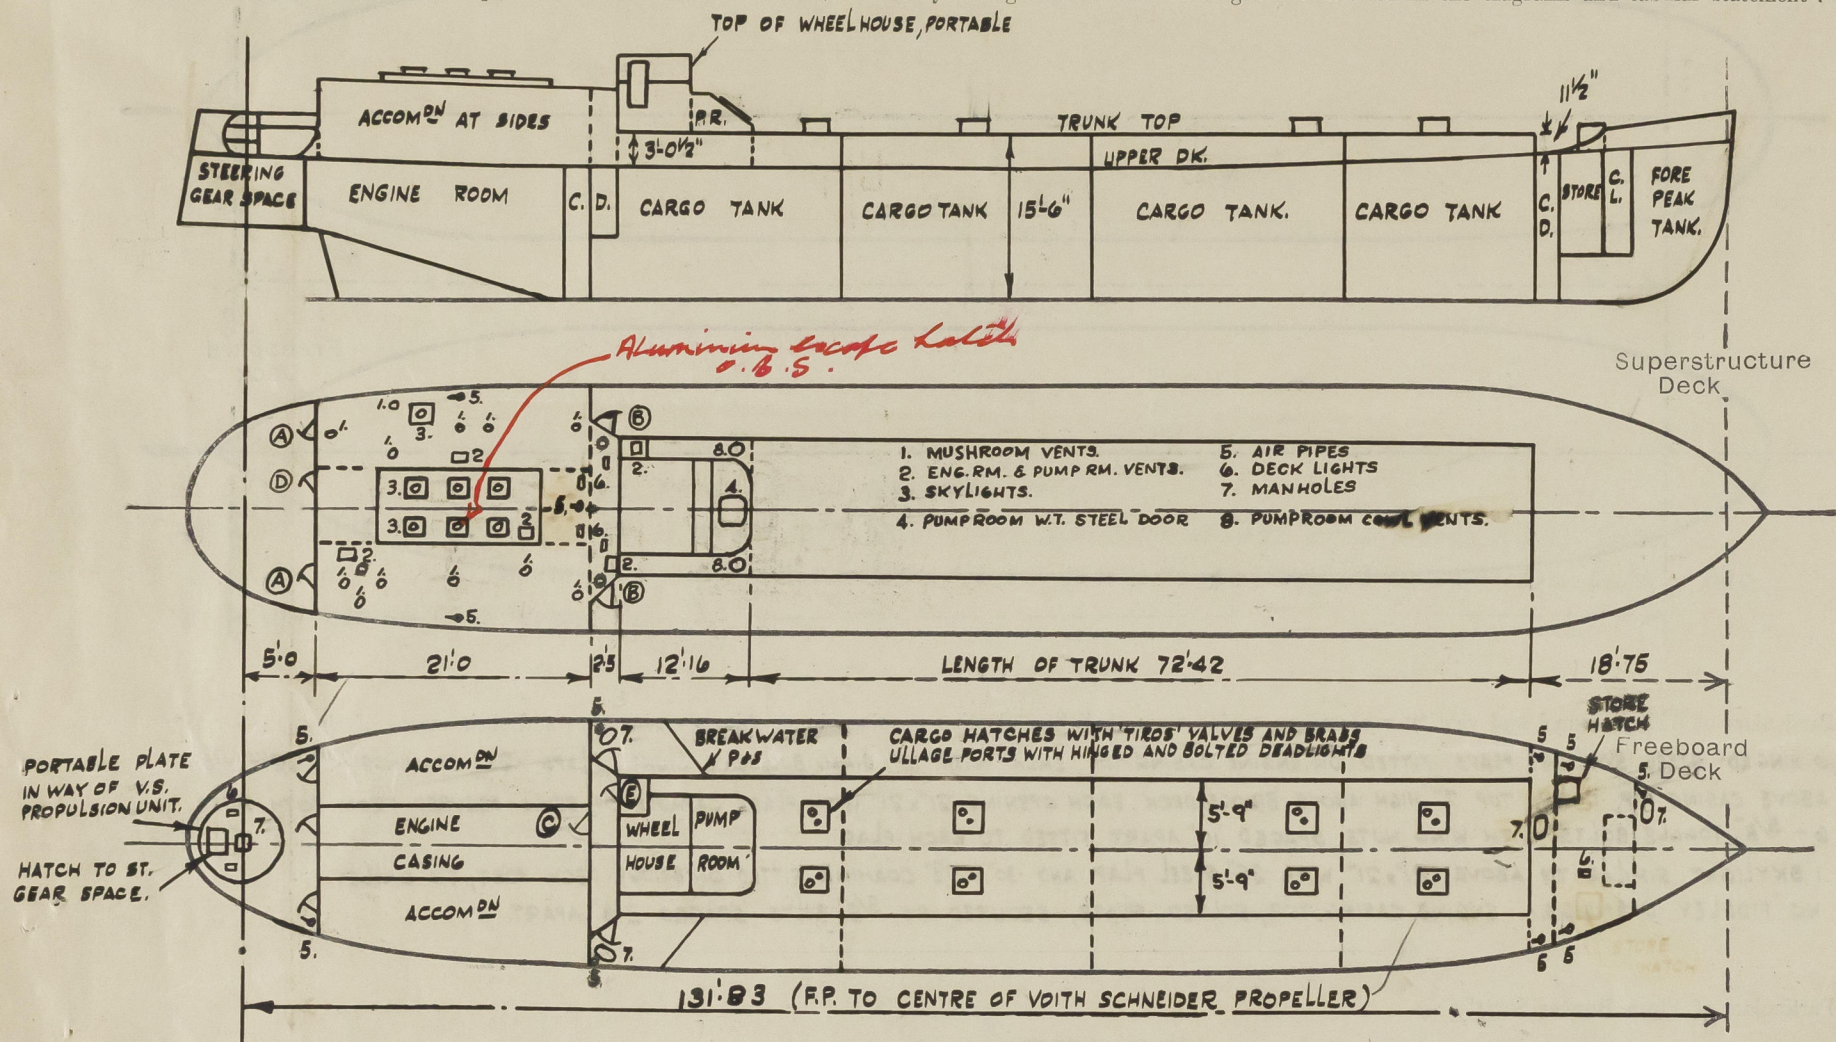 TOP OF WHEELHOUSE, PORTABLE
11½"
ACCOMDN AT SIDES
P.R.
TRUNK TOP
3'-0½"
UPPER DK.
STEERING
GEAR SPACE
ENGINE ROOM
C. D.
CARGO TANK
CARGO TANK
15'-6"
CARGO TANK.
CARGO TANK
C.
D.
STORE
C.
L.
FORE
PEAK
TANK.
Aluminium escape hatch
Superstructure
Deck
A
D
A
B
B
1. MUSHROOM VENTS.
2. ENG.RM. & PUMP RM. VENTS.
3. SKYLIGHTS.
4. PUMPROOM W.T. STEEL DOOR
5. AIR PIPES
6. DECK LIGHTS
7. MANHOLES
8. PUMPROOM COWL VENTS.
5'·0
21'·0
2'·5
12'·16
LENGTH OF TRUNK 72'·42
18'·75
STORE
HATCH
Freeboard
Deck
PORTABLE PLATE
IN WAY OF V.S.
PROPULSION UNIT.
HATCH TO ST.
GEAR SPACE.
ACCOMDN
ENGINE
CASING
ACCOMDN
C
E
WHEEL
HOUSE
PUMP
ROOM
BREAKWATER
P & S
CARGO HATCHES WITH 'TIROS' VALVES AND BRASS
ULLAGE PORTS WITH HINGED AND BOLTED DEADLIGHTS
5'-9"
5'-9"
131'·83 (F.P. TO CENTRE OF VOITH SCHNEIDER PROPELLER)